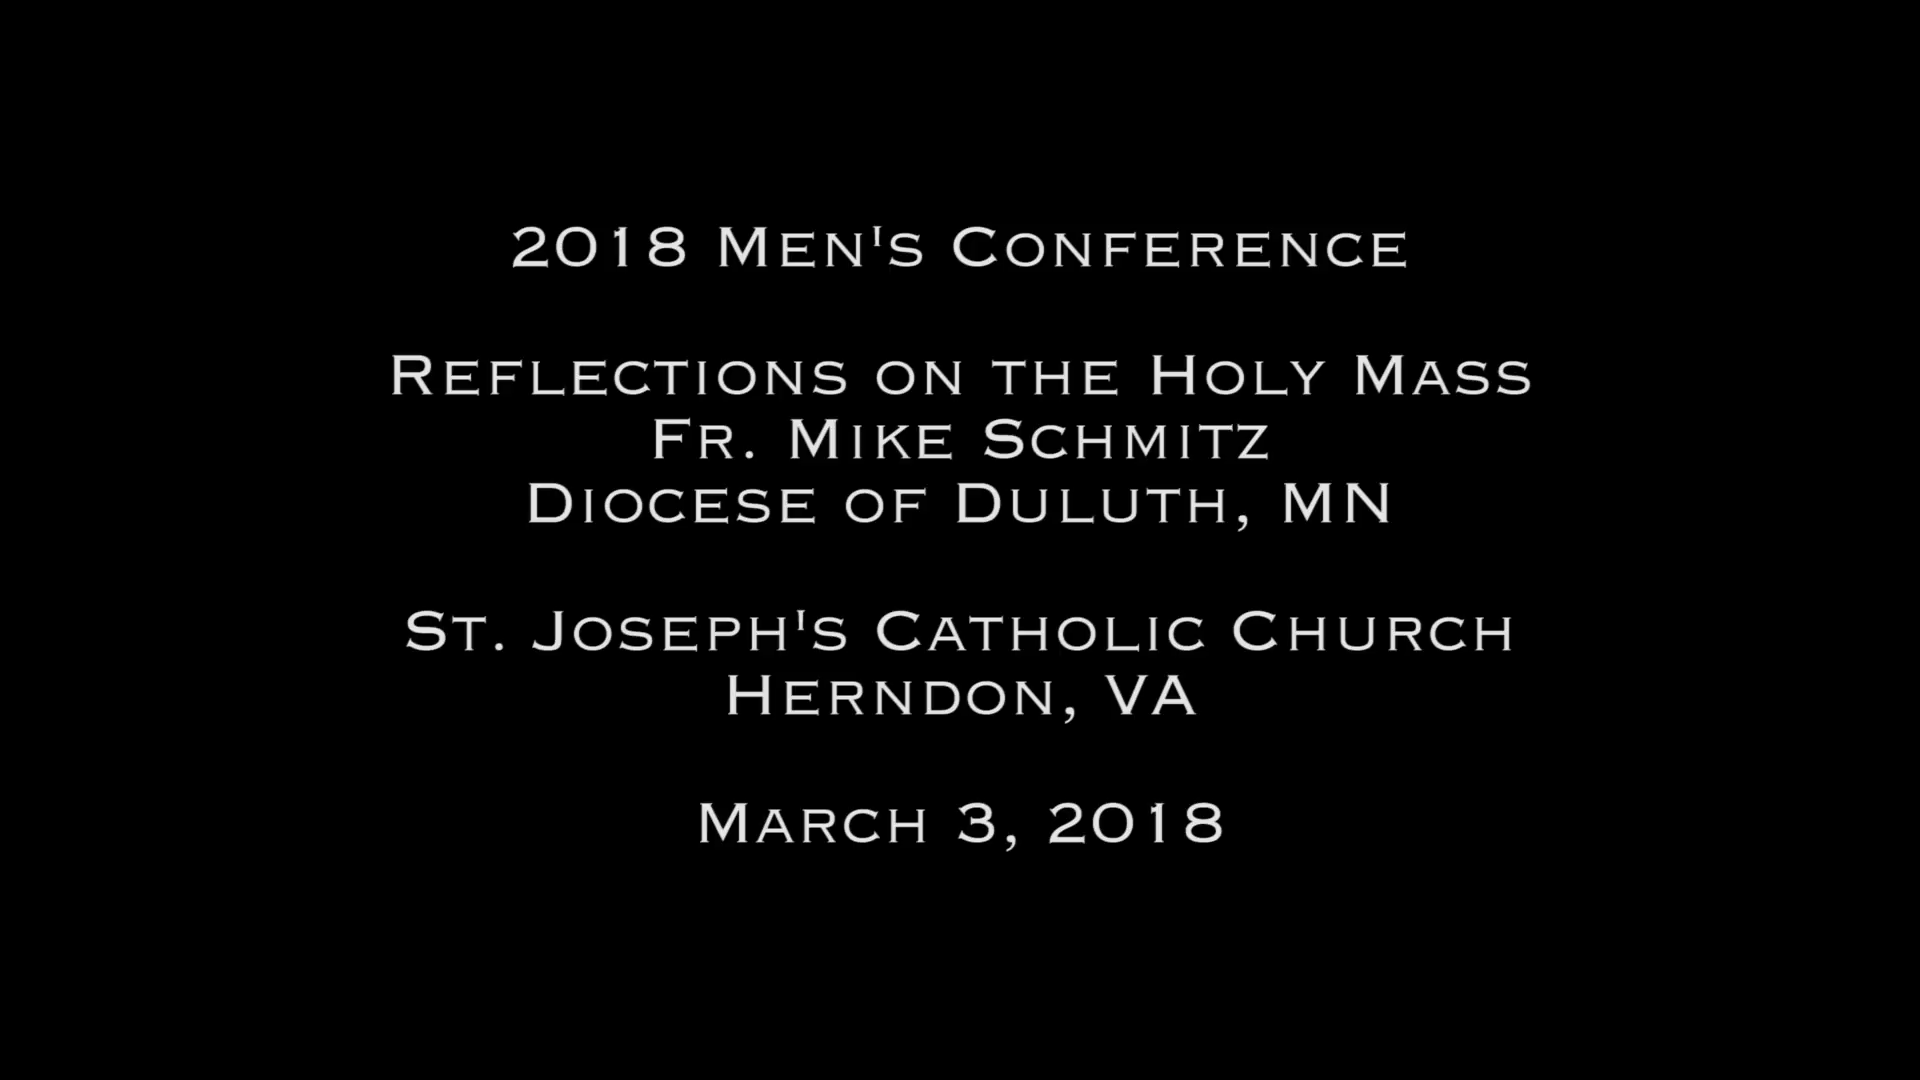 2018 Men's Conference
Reflections on the Holy Mass
Fr. Mike Schmitz
Diocese of Duluth, MN
St. Joseph's Catholic Church
Herndon, VA
March 3, 2018